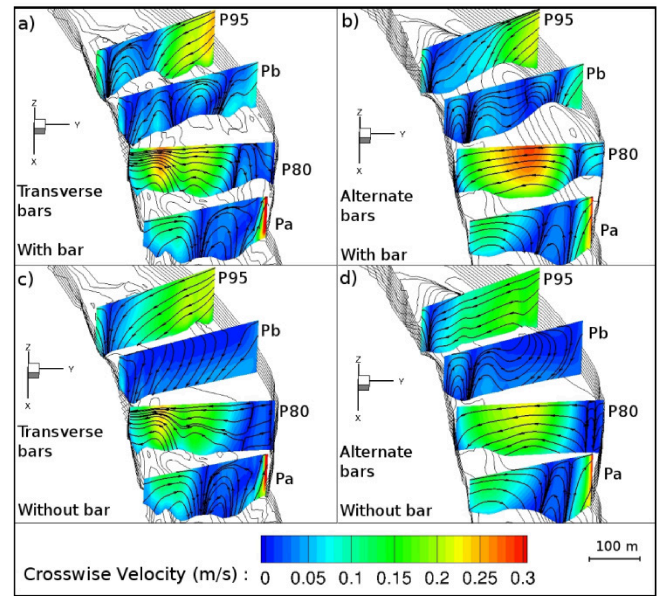 a)
P95
Pb
P80
Pa
Z
Y
X
Transverse
bars
With bar
b)
P95
Pb
P80
Pa
Z
Y
X
Alternate
bars
With bar
c)
P95
Pb
P80
Pa
Z
Y
X
Transverse
bars
Without bar
d)
P95
Pb
P80
Pa
Z
Y
X
Alternate
bars
Without bar
Crosswise Velocity (m/s) : 0 0.05 0.1 0.15 0.2 0.25 0.3
100 m